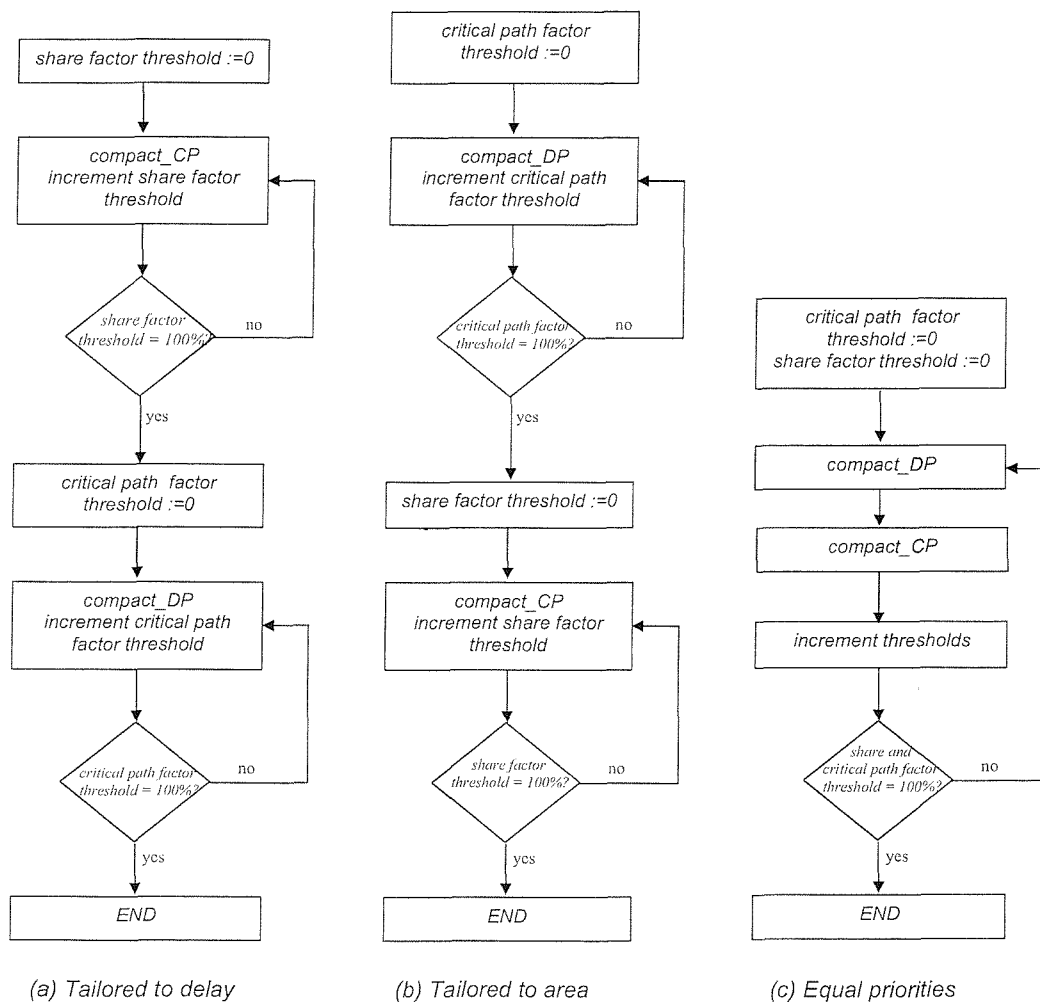 share factor threshold :=0
compact_CP
increment share factor
threshold
share factor
threshold = 100%?
no
yes
critical path factor
threshold :=0
compact_DP
increment critical path
factor threshold
critical path factor
threshold = 100%?
no
yes
END
(a) Tailored to delay
critical path factor
threshold :=0
compact_DP
increment critical path
factor threshold
critical path factor
threshold = 100%?
no
yes
share factor threshold :=0
compact_CP
increment share factor
threshold
share factor
threshold = 100%?
no
yes
END
(b) Tailored to area
critical path factor
threshold :=0
share factor threshold :=0
compact_DP
compact_CP
increment thresholds
share and
critical path factor
threshold = 100%?
no
yes
END
(c) Equal priorities